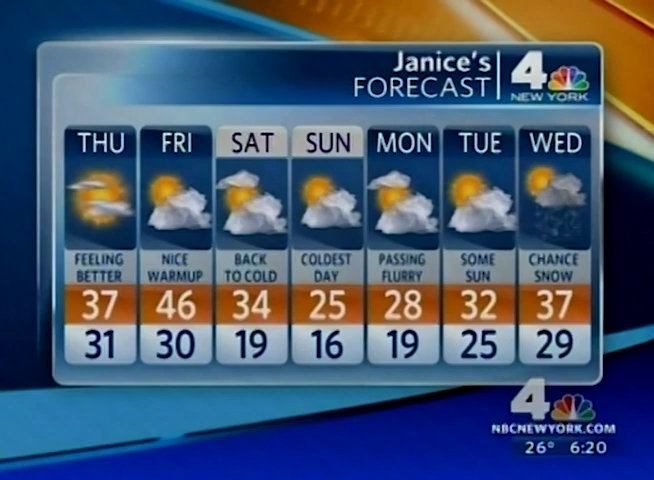 Janice's
FORECAST
4
NEW YORK
THU FRI SAT SUN MON TUE WED
FEELING BETTER NICE WARMUP BACK TO COLD COLDEST DAY PASSING FLURRY SOME SUN CHANCE SNOW
37 46 34 25 28 32 37
31 30 19 16 19 25 29
4
NBCNEWYORK.COM
26° 6:20